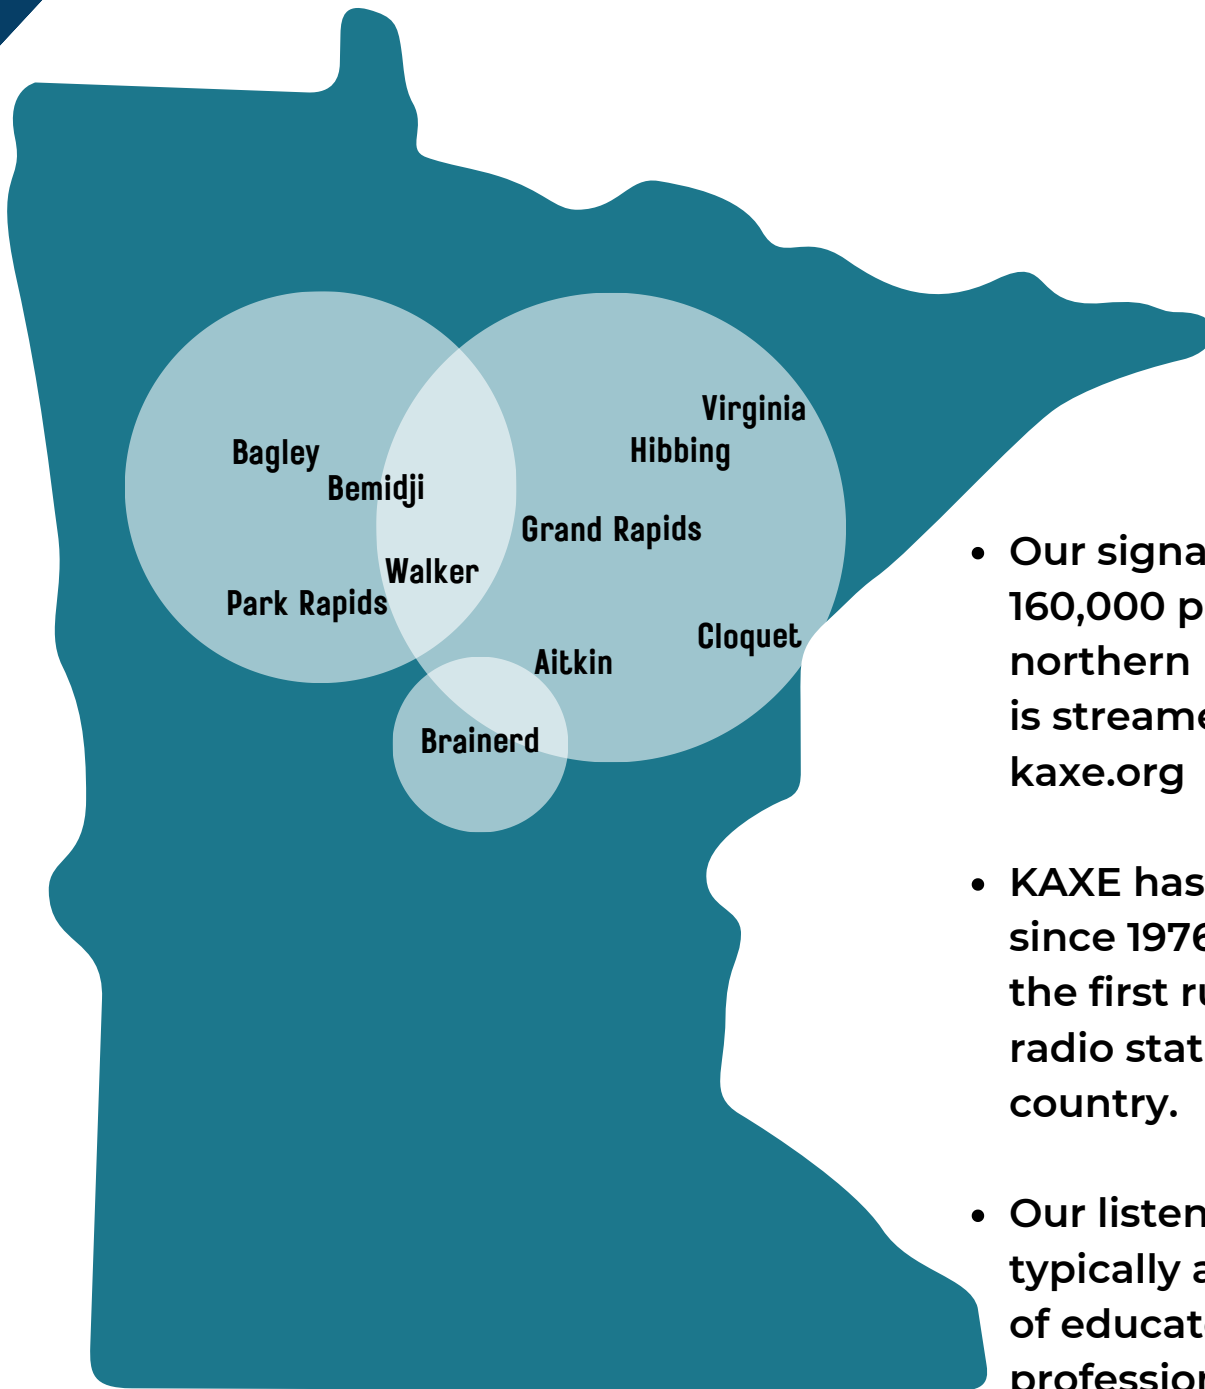 Virginia
Hibbing
Bagley
Bemidji
Grand Rapids
Walker
Park Rapids
Cloquet
Aitkin
Brainerd
• Our signa
160,000 p
northern
is streame
kaxe.org
• KAXE has
since 1976
the first ru
radio stat
country.
• Our listen
typically a
of educat
profession